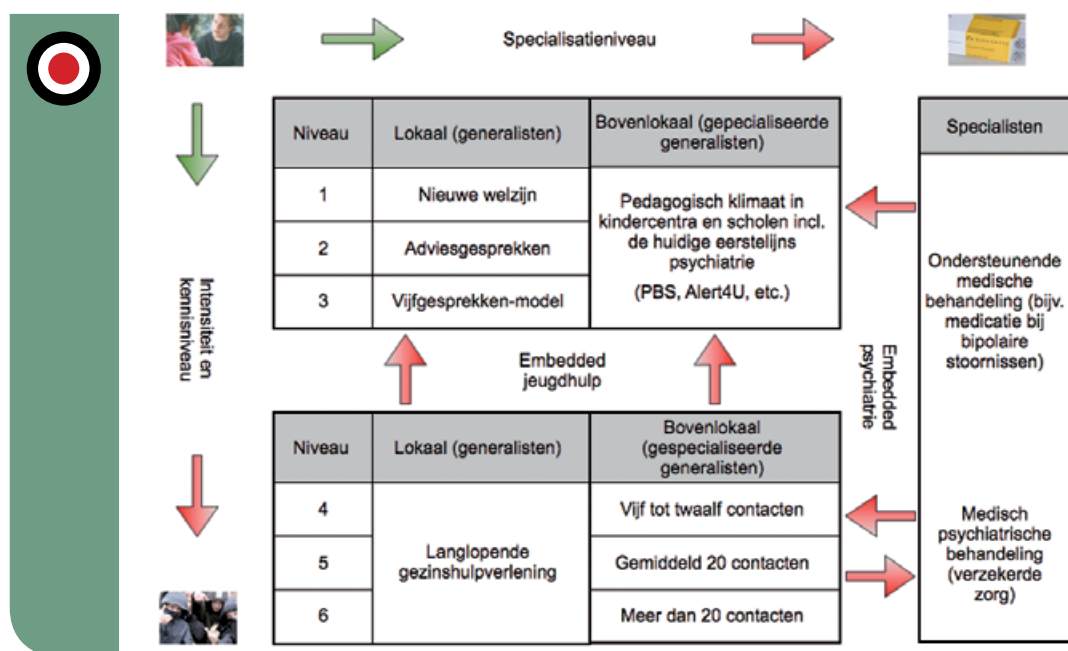 Specialisatieniveau
Intensiteit en
kennisniveau
Niveau
Lokaal (generalisten)
Bovenlokaal (gepecialiseerde
generalisten)
1
Nieuwe welzijn
2
Adviesgesprekken
3
Vijfgesprekken-model
Pedagogisch klimaat in
kindercentra en scholen incl.
de huidige eerstelijns
psychiatrie
(PBS, Alert4U, etc.)
Embedded
jeugdhulp
Niveau
Lokaal (generalisten)
Bovenlokaal
(gespecialiseerde
generalisten)
4
5
6
Langlopende
gezinshulpverlening
Vijf tot twaalf contacten
Gemiddeld 20 contacten
Meer dan 20 contacten
Embedded
psychiatrie
Specialisten
Ondersteunende
medische
behandeling (bijv.
medicatie bij
bipolaire
stoornissen)
Medisch
psychiatrische
behandeling
(verzekerde
zorg)